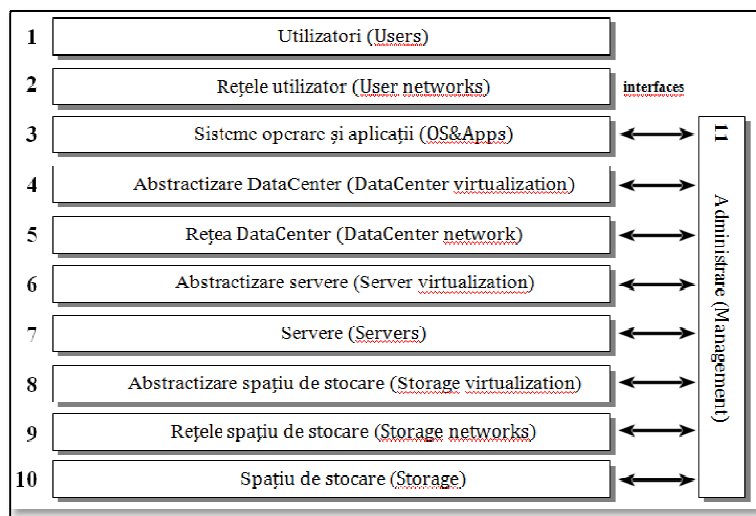 1 Utilizatori (Users)
2 Rețele utilizator (User networks) interfaces
3 Sisteme operare și aplicații (OS&Apps)
4 Abstractizare DataCenter (DataCenter virtualization)
5 Rețea DataCenter (DataCenter network)
6 Abstractizare servere (Server virtualization)
7 Servere (Servers)
8 Abstractizare spațiu de stocare (Storage virtualization)
9 Rețele spațiu de stocare (Storage networks)
10 Spațiu de stocare (Storage)
11 Administrare (Management)